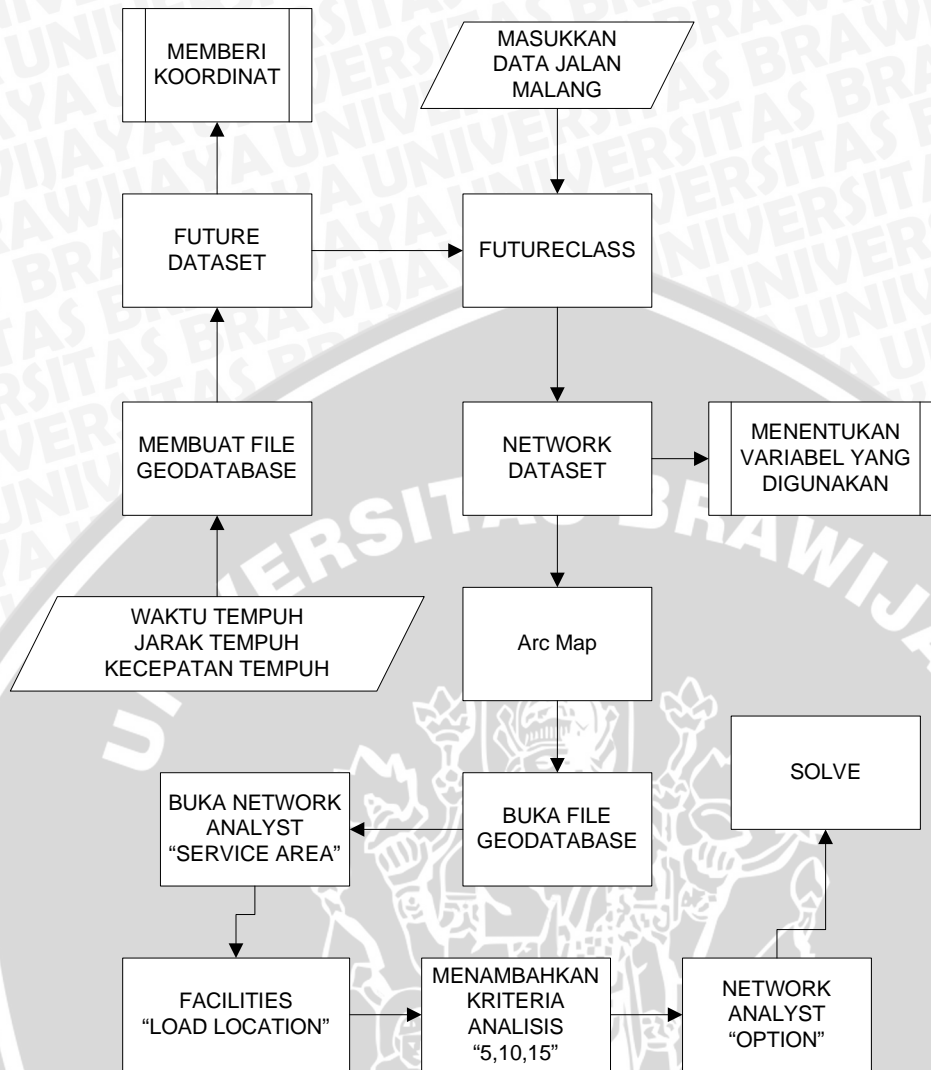 MEMBERI
KOORDINAT
MASUKKAN
DATA JALAN
MALANG
FUTURE
DATASET
FUTURECLASS
MEMBUAT FILE
GEODATABASE
NETWORK
DATASET
MENENTUKAN
VARIABEL YANG
DIGUNAKAN
WAKTU TEMPUH
JARAK TEMPUH
KECEPATAN TEMPUH
Arc Map
SOLVE
BUKA NETWORK
ANALYST
“SERVICE AREA”
BUKA FILE
GEODATABASE
FACILITIES
“LOAD LOCATION”
MENAMBAHKAN
KRITERIA
ANALISIS
“5,10,15”
NETWORK
ANALYST
“OPTION”